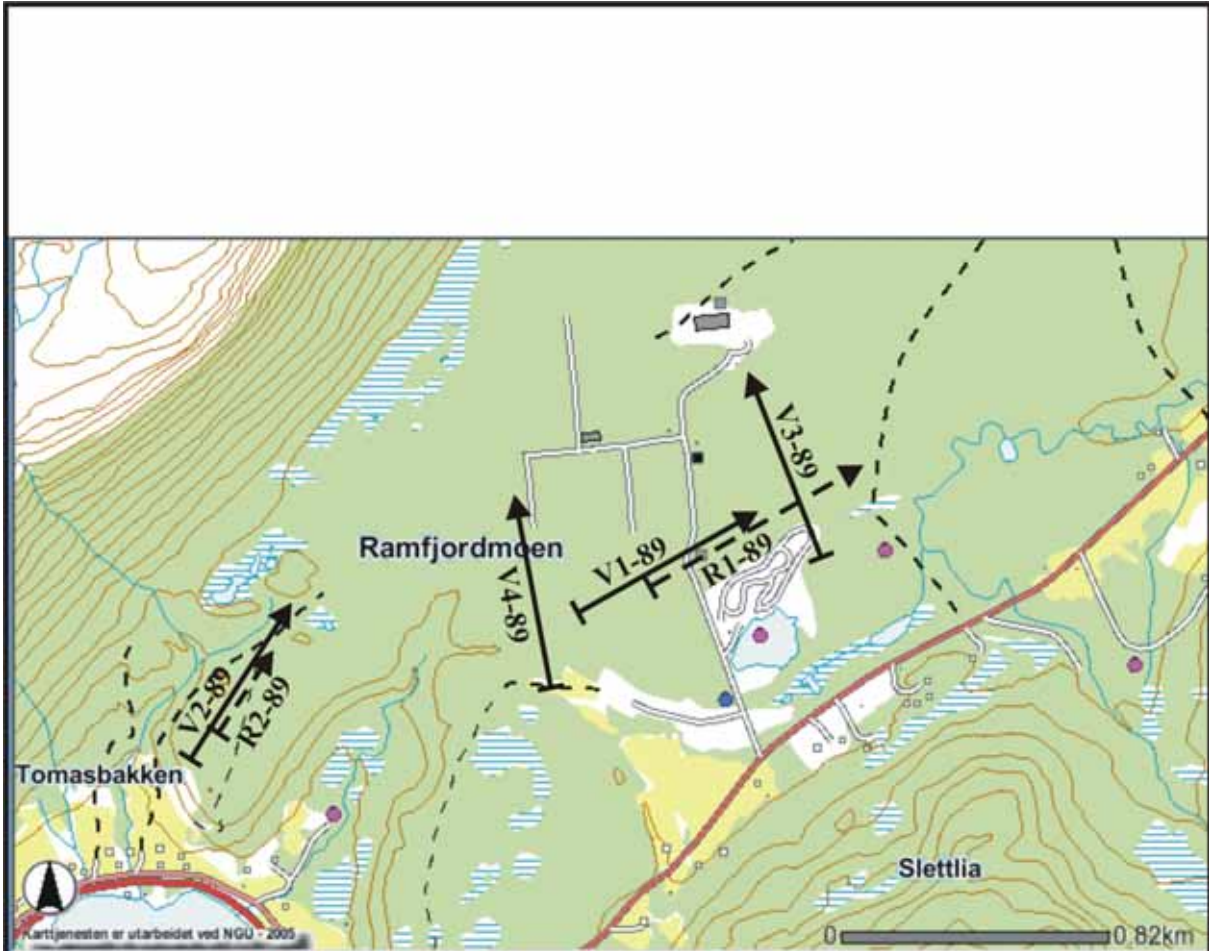 V3-89
Ramfjordmoen
V1-89
R1-89
V4-89
V2-89
R2-89
Tomasbakken
Slettlia
Karttjenesten er utarbeidet ved NGU - 2005
0 0.82km